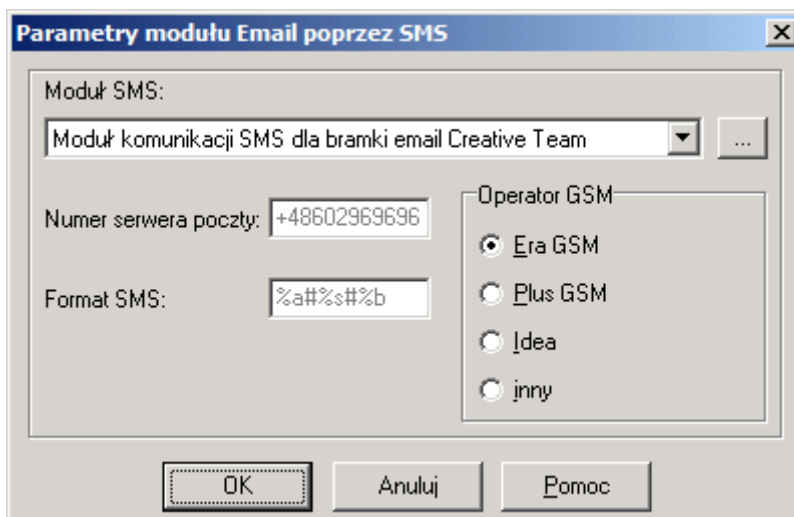 Parametry modułu Email poprzez SMS
Moduł SMS:
Moduł komunikacji SMS dla bramki email Creative Team
...
Numer serwera poczty:
+48602969696
Format SMS:
%a#%s#%b
Operator GSM
Era GSM
Plus GSM
Idea
inny
OK
Anuluj
Pomoc